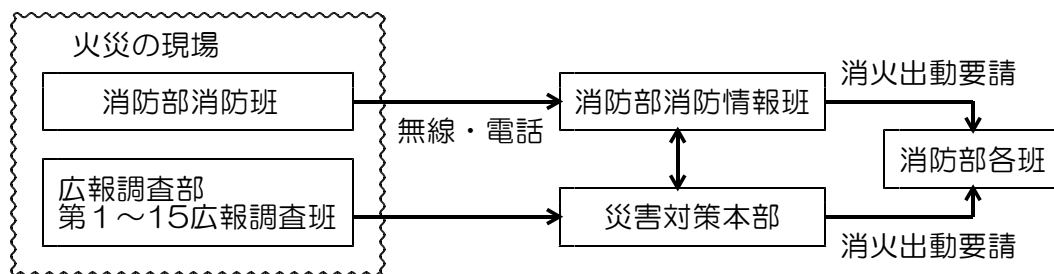 火災の現場
消防部消防班
広報調査部
第1～15広報調査班
無線・電話
消防部消防情報班
災害対策本部
消火出動要請
消防部各班
消火出動要請